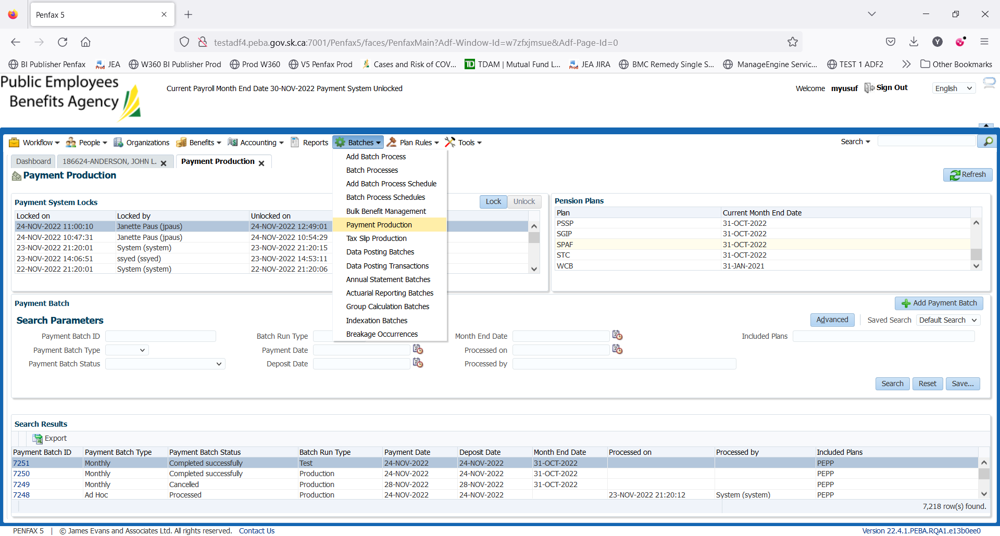 Penfax 5
testadf4.peba.gov.sk.ca:7001/Penfax5/faces/PenfaxMain?Adf-Window-Id=w7zfxjmsue&Adf-Page-Id=0
Y
BI Publisher Penfax JEA W360 BI Publisher Prod Prod W360 V5 Penfax Prod Cases and Risk of COV... TDAM | Mutual Fund L... JEA JIRA BMC Remedy Single S... ManageEngine Servic... TEST 1 ADF2 Other Bookmarks
Public Employees
Benefits Agency
Current Payroll Month End Date 30-NOV-2022 Payment System Unlocked
Welcome myusuf Sign Out English
Workflow People Organizations Benefits Accounting Reports Batches Plan Rules Tools Search
Dashboard 186624-ANDERSON, JOHN L. Payment Production
Payment Production
Refresh
Add Batch Process
Batch Processes
Add Batch Process Schedule
Batch Process Schedules
Bulk Benefit Management
Payment Production
Tax Slip Production
Data Posting Batches
Data Posting Transactions
Annual Statement Batches
Actuarial Reporting Batches
Group Calculation Batches
Indexation Batches
Breakage Occurrences
Payment System Locks
Lock Unlock
Locked on Locked by Unlocked on
24-NOV-2022 11:00:10 Janette Paus (jpaus) 24-NOV-2022 12:49:01
24-NOV-2022 10:47:31 Janette Paus (jpaus) 24-NOV-2022 10:54:29
23-NOV-2022 21:20:01 System (system) 23-NOV-2022 21:20:15
23-NOV-2022 14:06:51 ssyed (ssyed) 23-NOV-2022 14:53:11
22-NOV-2022 21:20:01 System (system) 22-NOV-2022 21:20:06
Pension Plans
Plan Current Month End Date
PSSP 31-OCT-2022
SGIP 31-OCT-2022
SPAF 31-OCT-2022
STC 31-OCT-2022
WCB 31-JAN-2021
Payment Batch
Add Payment Batch
Search Parameters
Advanced Saved Search Default Search
Payment Batch ID Batch Run Type Month End Date Included Plans
Payment Batch Type Payment Date Processed on
Payment Batch Status Deposit Date Processed by
Search Reset Save...
Search Results
Export
Payment Batch ID Payment Batch Type Payment Batch Status Batch Run Type Payment Date Deposit Date Month End Date Processed on Processed by Included Plans
7251 Monthly Completed successfully Test 24-NOV-2022 24-NOV-2022 31-OCT-2022 PEPP
7250 Monthly Completed successfully Production 24-NOV-2022 24-NOV-2022 31-OCT-2022 PEPP
7249 Monthly Cancelled Production 28-NOV-2022 28-NOV-2022 31-OCT-2022 PEPP
7248 Ad Hoc Processed Production 24-NOV-2022 24-NOV-2022 23-NOV-2022 21:20:12 System (system) PEPP
7,218 row(s) found.
PENFAX 5 | © James Evans and Associates Ltd. All rights reserved. Contact Us
Version 22.4.1.PEBA.RQA1.e13b0ee0